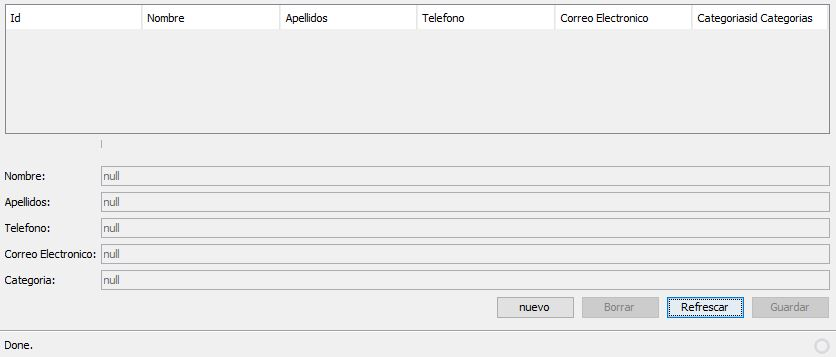 Id Nombre Apellidos Telefono Correo Electronico Categoriasid Categorias
Nombre: null
Apellidos: null
Telefono: null
Correo Electronico: null
Categoria: null
nuevo Borrar Refrescar Guardar
Done.